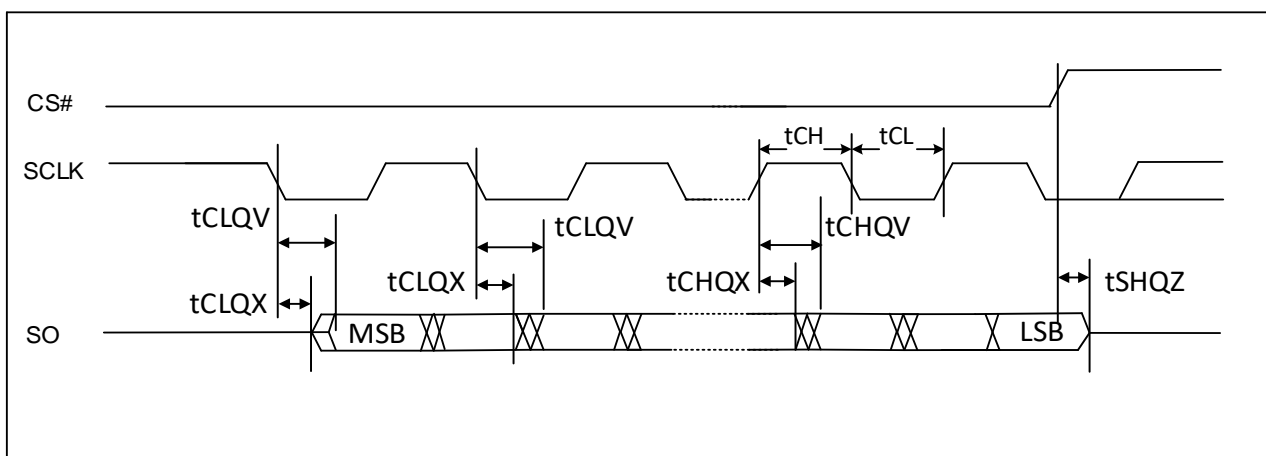 CS#
tCH
tCL
SCLK
tCLQV
tCLQV
tCHQV
tCLQX
tCLQX
tCHQX
tSHQZ
SO
MSB
LSB